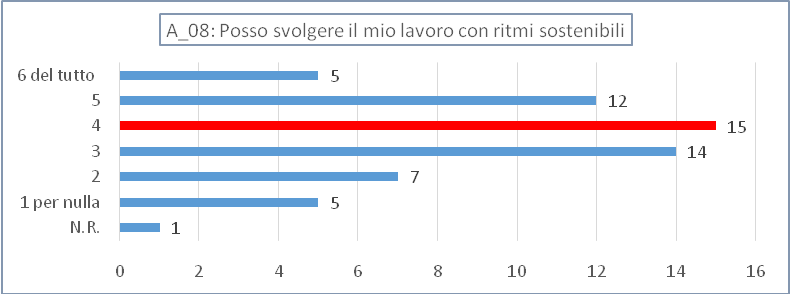 A_08: Posso svolgere il mio lavoro con ritmi sostenibili
6 del tutto 5
5 12
4 15
3 14
2 7
1 per nulla 5
N.R. 1
0 2 4 6 8 10 12 14 16